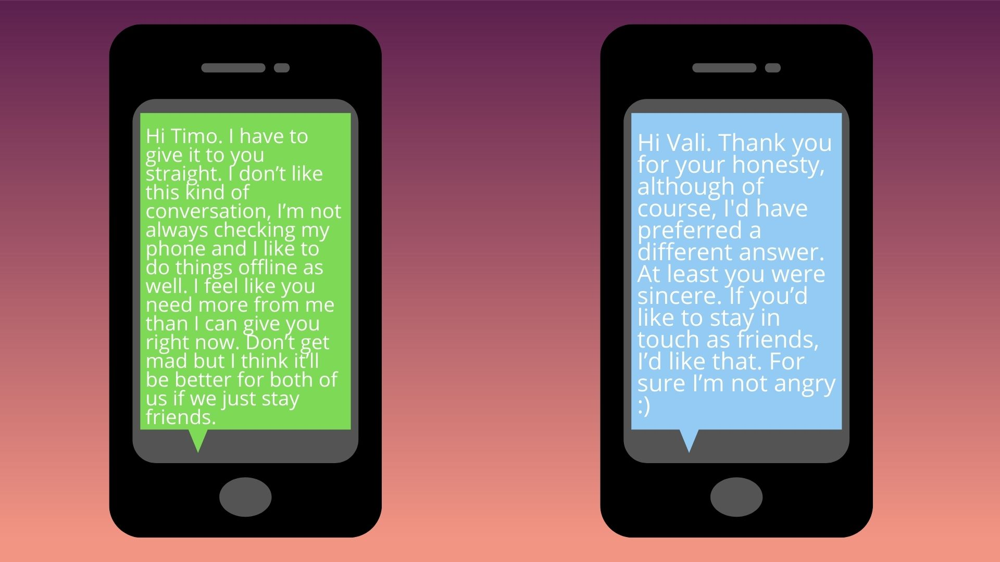 Hi Timo. I have to
give it to you
straight. I don’t like
this kind of
conversation, I’m not
always checking my
phone and I like to
do things offline as
well. I feel like you
need more from me
than I can give you
right now. Don’t get
mad but I think it’ll
be better for both of
us if we just stay
friends.
Hi Vali. Thank you
for your honesty,
although of
course, I'd have
preferred a
different answer.
At least you were
sincere. If you’d
like to stay in
touch as friends,
I’d like that. For
sure I’m not angry
:)